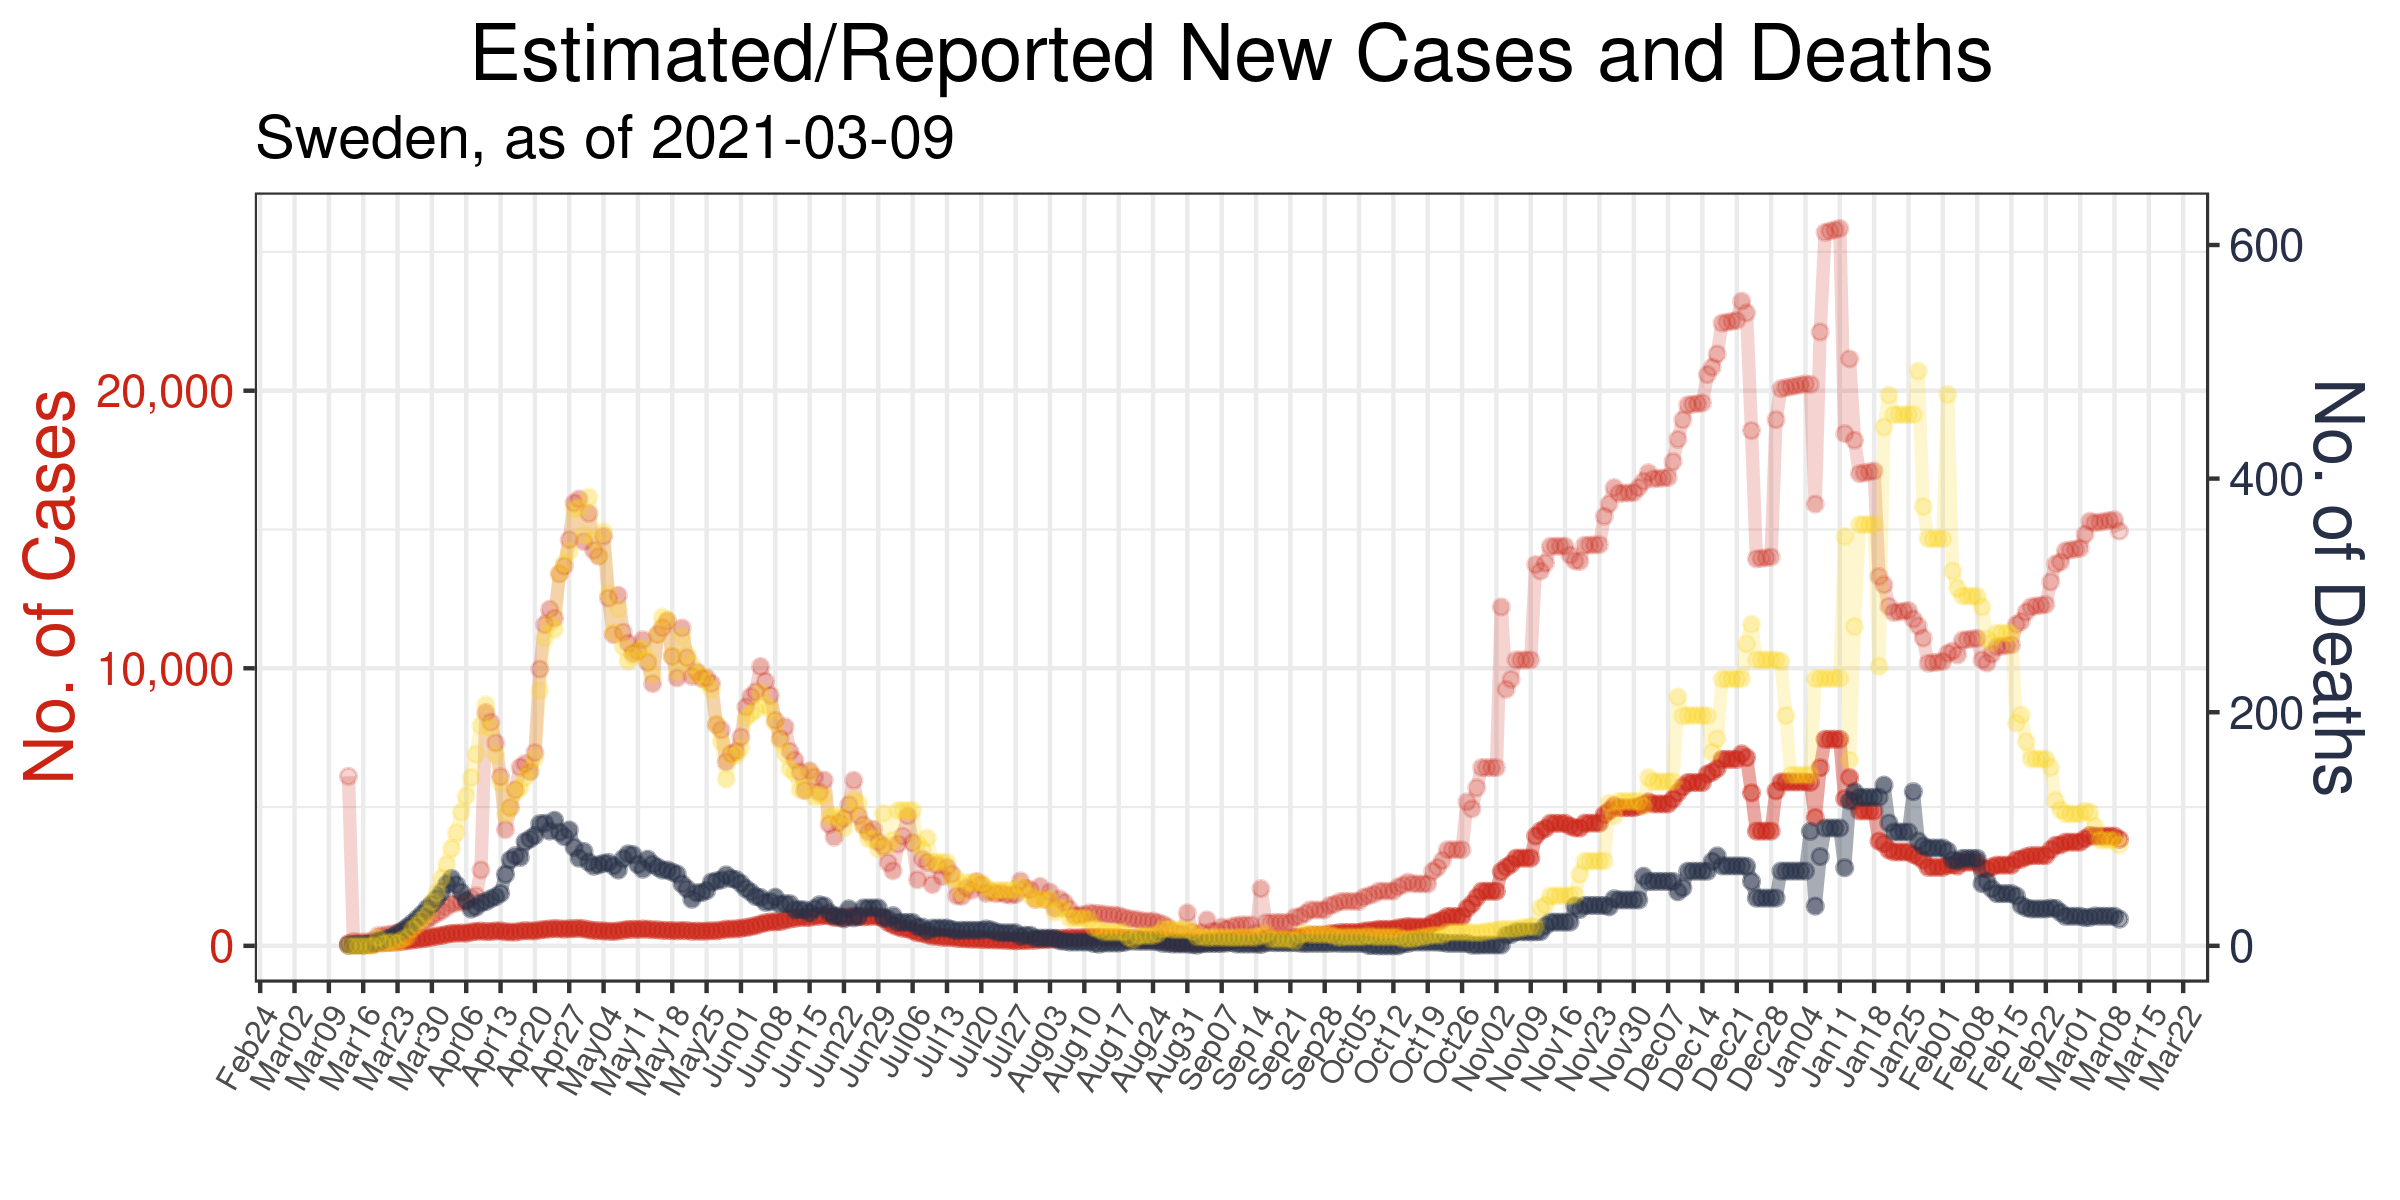 Estimated/Reported New Cases and Deaths
Sweden, as of 2021-03-09
No. of Cases
20,000
10,000
0
No. of Deaths
600
400
200
0
Feb24
Mar02
Mar09
Mar16
Mar23
Mar30
Apr06
Apr13
Apr20
Apr27
May04
May11
May18
May25
Jun01
Jun08
Jun15
Jun22
Jun29
Jul06
Jul13
Jul20
Jul27
Aug03
Aug10
Aug17
Aug24
Aug31
Sep07
Sep14
Sep21
Sep28
Oct05
Oct12
Oct19
Oct26
Nov02
Nov09
Nov16
Nov23
Nov30
Dec07
Dec14
Dec21
Dec28
Jan04
Jan11
Jan18
Jan25
Feb01
Feb08
Feb15
Feb22
Mar01
Mar08
Mar15
Mar22